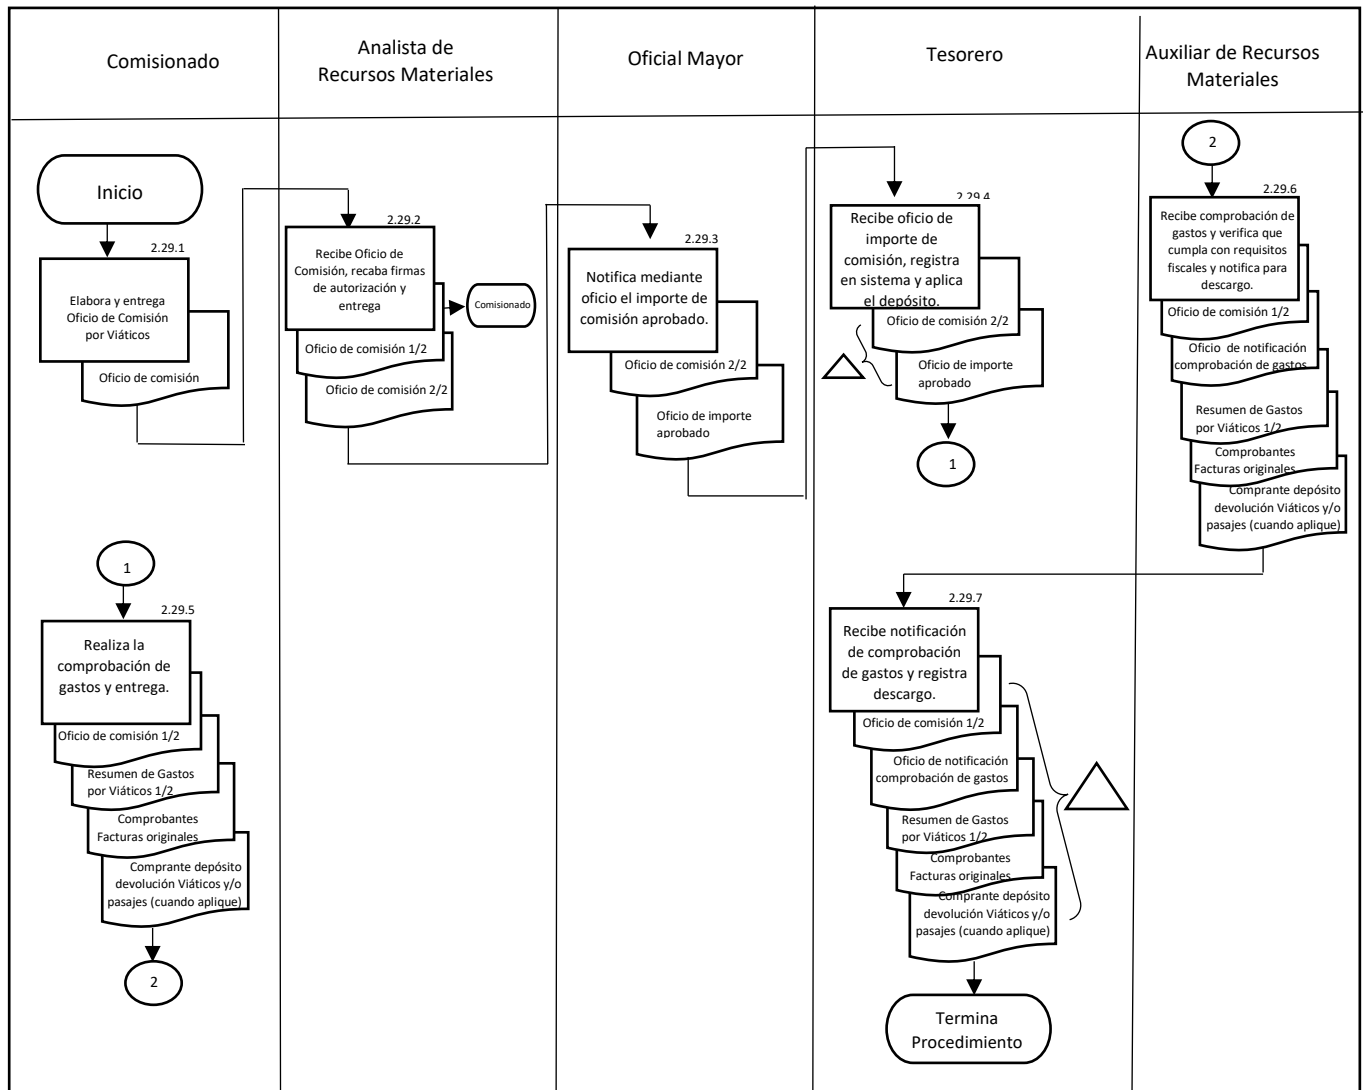 Comisionado
Analista de
Recursos Materiales
Oficial Mayor
Tesorero
Auxiliar de Recursos
Materiales
Inicio
2.29.1
Elabora y entrega
Oficio de Comisión
por Viáticos
Oficio de comisión
2.29.2
Recibe Oficio de
Comisión, recaba firmas
de autorización y
entrega
Comisionado
Oficio de comisión 1/2
Oficio de comisión 2/2
2.29.3
Notifica mediante
oficio el importe de
comisión aprobado.
Oficio de comisión 2/2
Oficio de importe
aprobado
2.29.4
Recibe oficio de
importe de
comisión, registra
en sistema y aplica
el depósito.
Oficio de comisión 2/2
Oficio de importe
aprobado
1
2
2.29.6
Recibe comprobación de
gastos y verifica que
cumpla con requisitos
fiscales y notifica para
descargo.
Oficio de comisión 1/2
Oficio de notificación
comprobación de gastos
Resumen de Gastos
por Viáticos 1/2
Comprobantes
Facturas originales
Comprante depósito
devolución Viáticos y/o
pasajes (cuando aplique)
1
2.29.5
Realiza la
comprobación de
gastos y entrega.
Oficio de comisión 1/2
Resumen de Gastos
por Viáticos 1/2
Comprobantes
Facturas originales
Comprante depósito
devolución Viáticos y/o
pasajes (cuando aplique)
2
2.29.7
Recibe notificación
de comprobación
de gastos y registra
descargo.
Oficio de comisión 1/2
Oficio de notificación
comprobación de gastos
Resumen de Gastos
por Viáticos 1/2
Comprobantes
Facturas originales
Comprante depósito
devolución Viáticos y/o
pasajes (cuando aplique)
Termina
Procedimiento